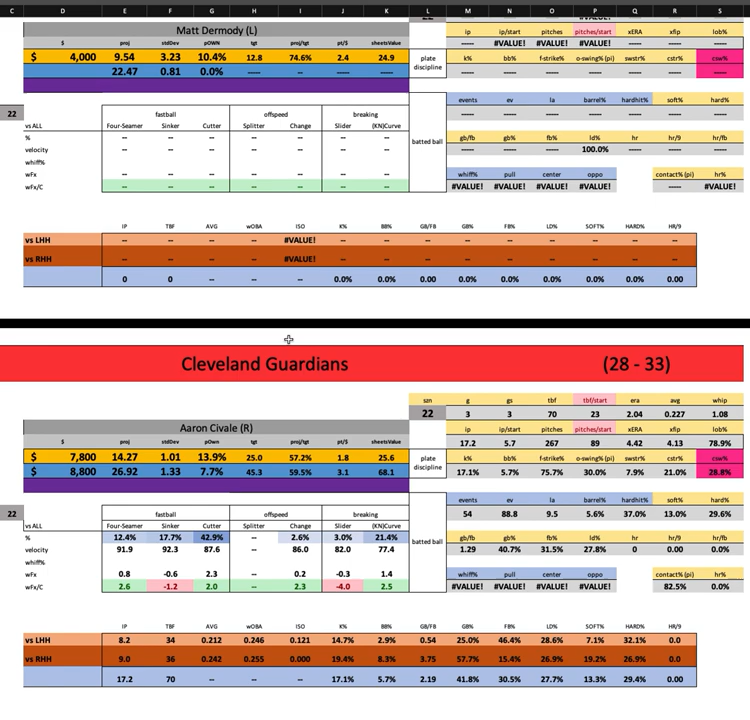 C D E F G H I J K L M N O P Q R S
22 #VALUE!
Matt Dermody (L) ip ip/start pitches pitches/start xERA xfip lob%
$ proj stdDev pOWN tgt proj/tgt pt/$ sheetsValue ----- #VALUE! #VALUE! #VALUE! ----- ----- -----
$ 4,000 9.54 3.23 10.4% 12.8 74.6% 2.4 24.9 plate discipline k% bb% f-strike% o-swing% (pi) swstr% cstr% csw%
22.47 0.81 0.0% ----- ----- ----- ----- ----- ----- ----- ----- ----- ----- -----
events ev la barrel% hardhit% soft% hard%
22 fastball offspeed breaking ----- ----- ----- ----- ----- ----- -----
vs ALL Four-Seamer Sinker Cutter Splitter Change Slider (KN)Curve
% -- -- -- -- -- -- -- batted ball gb/fb gb% fb% ld% hr hr/9 hr/fb
velocity -- -- -- -- -- -- -- ----- ----- ----- 100.0% ----- ----- -----
whiff%
wFx -- -- -- -- -- -- -- whiff% pull center oppo contact% (pi) hr%
wFx/C -- -- -- -- -- -- -- #VALUE! #VALUE! #VALUE! #VALUE! ----- #VALUE!
IP TBF AVG wOBA ISO K% BB% GB/FB GB% FB% LD% SOFT% HARD% HR/9
vs LHH -- -- -- -- #VALUE! -- -- -- -- -- -- -- -- --
vs RHH -- -- -- -- #VALUE! -- -- -- -- -- -- -- -- --
0 0 -- -- -- 0.0% 0.0% 0.00 0.0% 0.0% 0.0% 0.0% 0.0% 0.00
Cleveland Guardians (28 - 33)
szn g gs tbf tbf/start era avg whip
22 3 3 70 23 2.04 0.227 1.08
Aaron Civale (R) ip ip/start pitches pitches/start xERA xfip lob%
$ proj stdDev pOwn tgt proj/tgt pt/$ sheetsValue 17.2 5.7 267 89 4.42 4.13 78.9%
$ 7,800 14.27 1.01 13.9% 25.0 57.2% 1.8 25.6 plate discipline k% bb% f-strike% o-swing% (pi) swstr% cstr% csw%
$ 8,800 26.92 1.33 7.7% 45.3 59.5% 3.1 68.1 17.1% 5.7% 75.7% 30.0% 7.9% 21.0% 28.8%
events ev la barrel% hardhit% soft% hard%
22 fastball offspeed breaking 54 88.8 9.5 5.6% 37.0% 13.0% 29.6%
vs ALL Four-Seamer Sinker Cutter Splitter Change Slider (KN)Curve
% 12.4% 17.7% 42.9% -- 2.6% 3.0% 21.4% batted ball gb/fb gb% fb% ld% hr hr/9 hr/fb
velocity 91.9 92.3 87.6 -- 86.0 82.0 77.4 1.29 40.7% 31.5% 27.8% 0 0.00 0.0%
whiff%
wFx 0.8 -0.6 2.3 -- 0.2 -0.3 1.4 whiff% pull center oppo contact% (pi) hr%
wFx/C 2.6 -1.2 2.0 -- 2.3 -4.0 2.5 #VALUE! #VALUE! #VALUE! #VALUE! 82.5% 0.0%
IP TBF AVG wOBA ISO K% BB% GB/FB GB% FB% LD% SOFT% HARD% HR/9
vs LHH 8.2 34 0.212 0.246 0.121 14.7% 2.9% 0.54 25.0% 46.4% 28.6% 7.1% 32.1% 0.0
vs RHH 9.0 36 0.242 0.255 0.000 19.4% 8.3% 3.75 57.7% 15.4% 26.9% 19.2% 26.9% 0.0
17.2 70 -- -- -- 17.1% 5.7% 2.19 41.8% 30.5% 27.7% 13.3% 29.4% 0.00